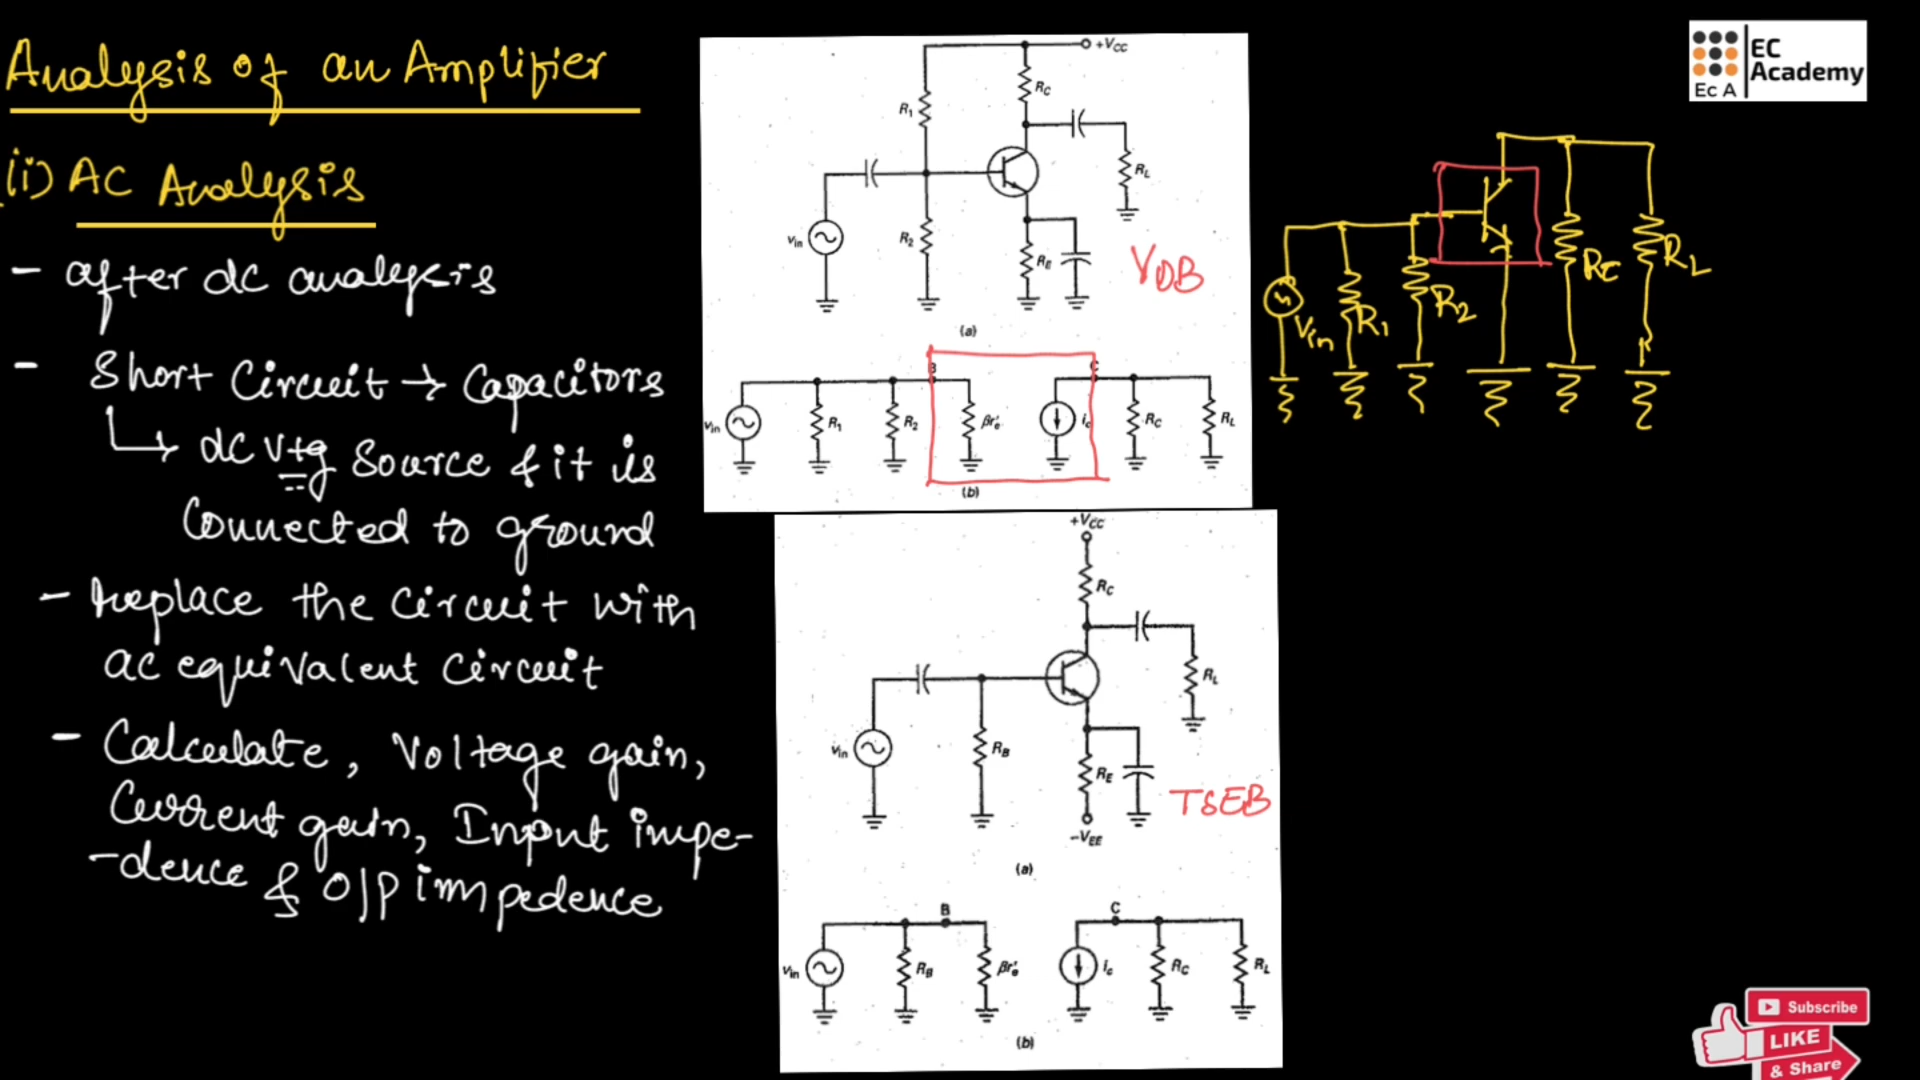 Analysis of an Amplifier
(ii) AC Analysis
- after dc analysis
- Short Circuit → Capacitors
↳ dc vtg Source & it is
Connected to ground
- replace the circuit with
ac equivalent circuit
- Calculate, Voltage gain,
Current gain, Input impe-
-dence & O/P impedence
+VCC
RC
R1
RL
R2
vin
RE
VDB
(a)
B
C
vin
R1
R2
βr'e
ic
RC
RL
(b)
+VCC
RC
RL
vin
RB
RE
TSEB
-VEE
(a)
B
C
vin
RB
βr'e
ic
RC
RL
(b)
EC
Academy
Ec A
Vin
R1
R2
RC
RL
Subscribe
LIKE
& Share